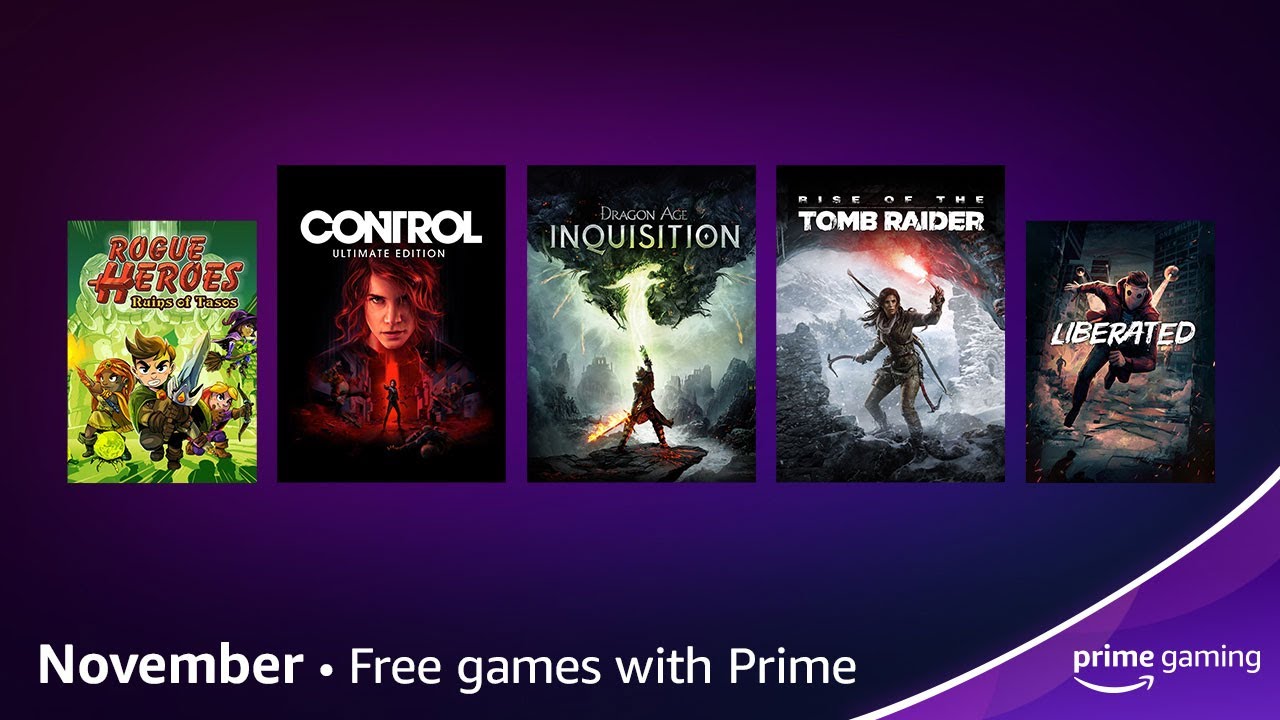 ROGUE
HEROES
Ruins of Tasos
CONTROL
ULTIMATE EDITION
DRAGON AGE
INQUISITION
RISE OF THE
TOMB RAIDER
LIBERATED
November • Free games with Prime
prime gaming